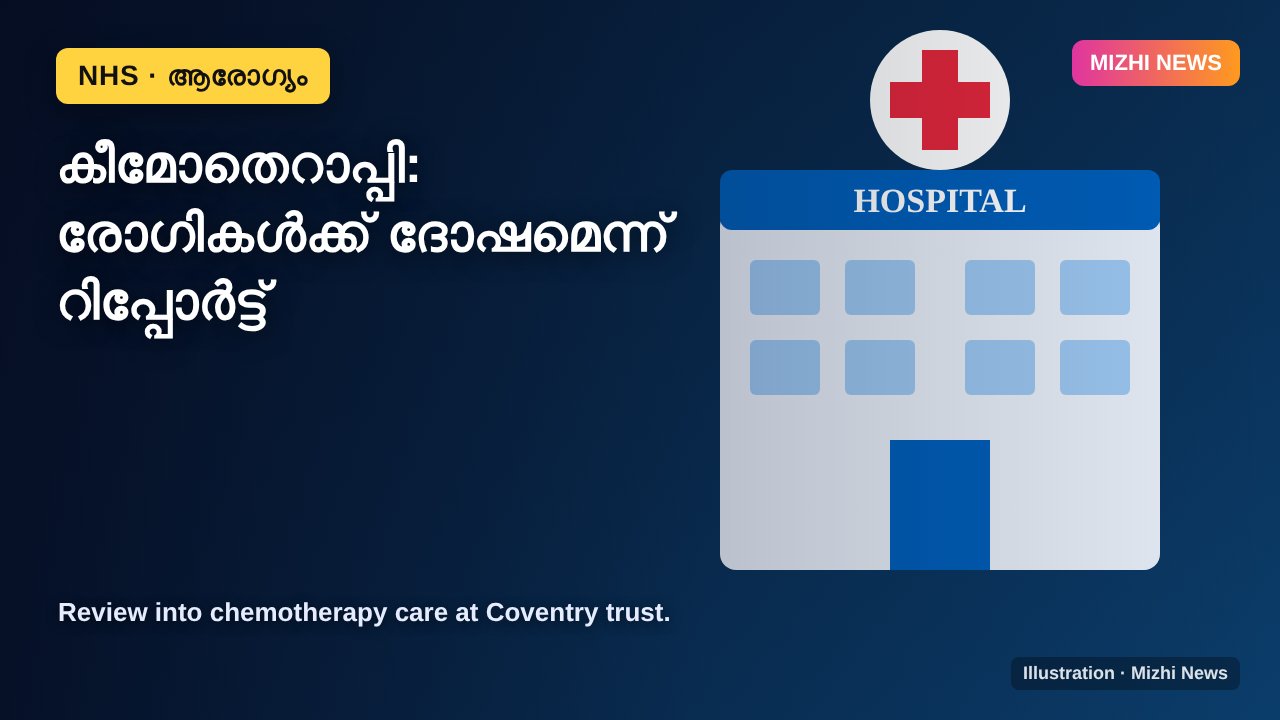 NHS · ആരോഗ്യം
MIZHI NEWS
കീമോതെറാപ്പി:
രോഗികൾക്ക് ദോഷമെന്ന്
റിപ്പോർട്ട്
HOSPITAL
Review into chemotherapy care at Coventry trust.
Illustration · Mizhi News